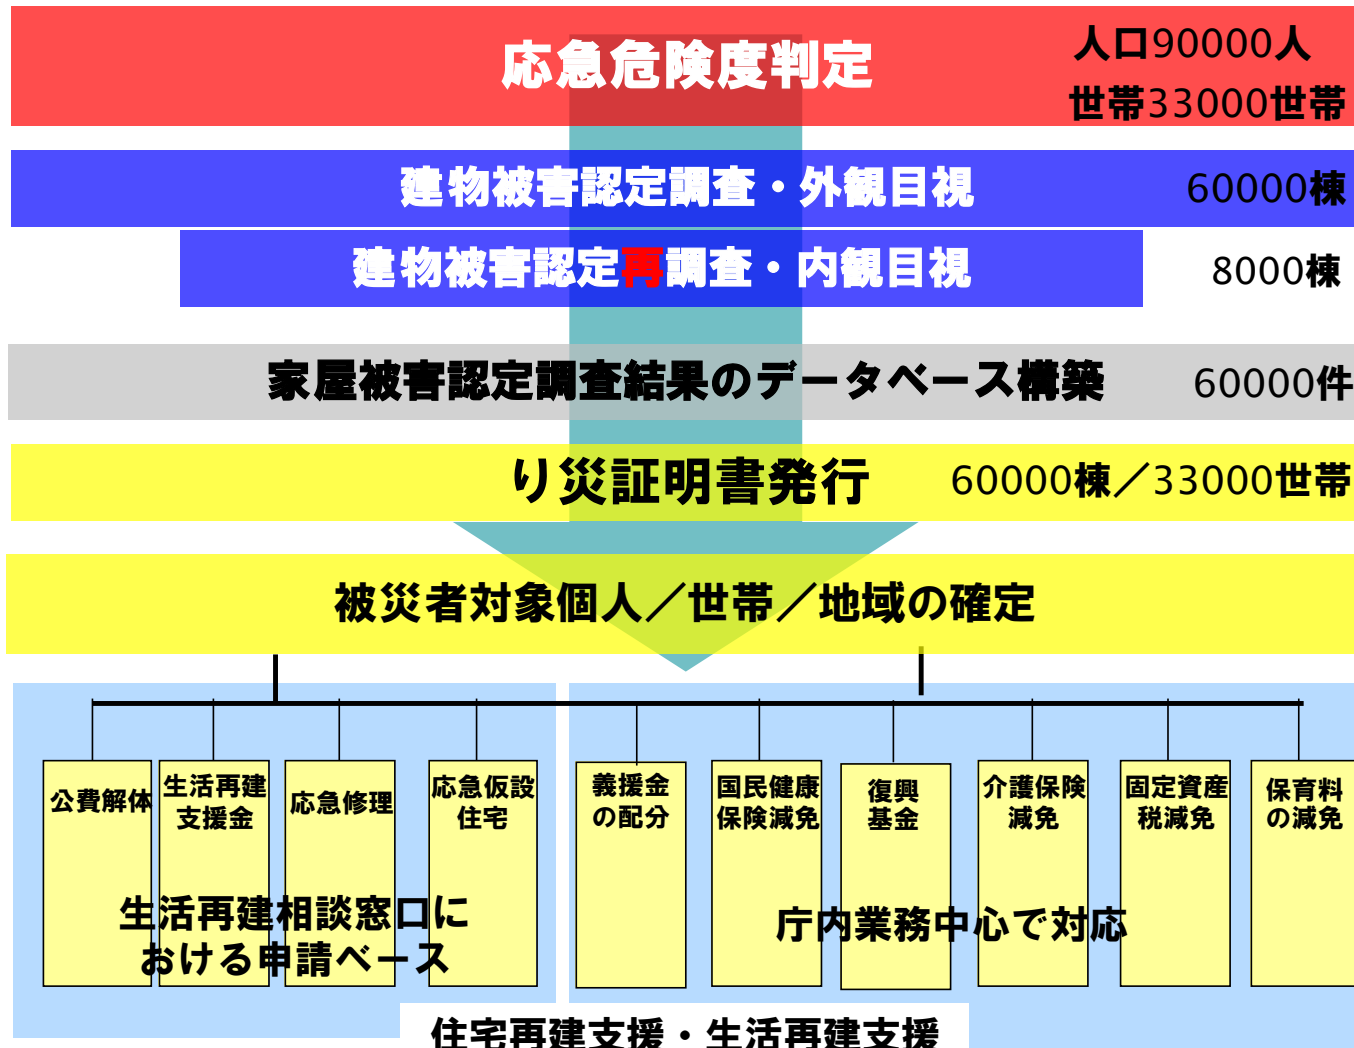 応急危険度判定
人口90000人
世帯33000世帯
建物被害認定調査・外観目視
60000棟
建物被害認定再調査・内観目視
8000棟
家屋被害認定調査結果のデータベース構築
60000件
り災証明書発行
60000棟／33000世帯
被災者対象個人／世帯／地域の確定
公費解体
生活再建
支援金
応急修理
応急仮設
住宅
義援金
の配分
国民健康
保険減免
復興
基金
介護保険
減免
固定資産
税減免
保育料
の減免
生活再建相談窓口に
おける申請ベース
庁内業務中心で対応
住宅再建支援・生活再建支援